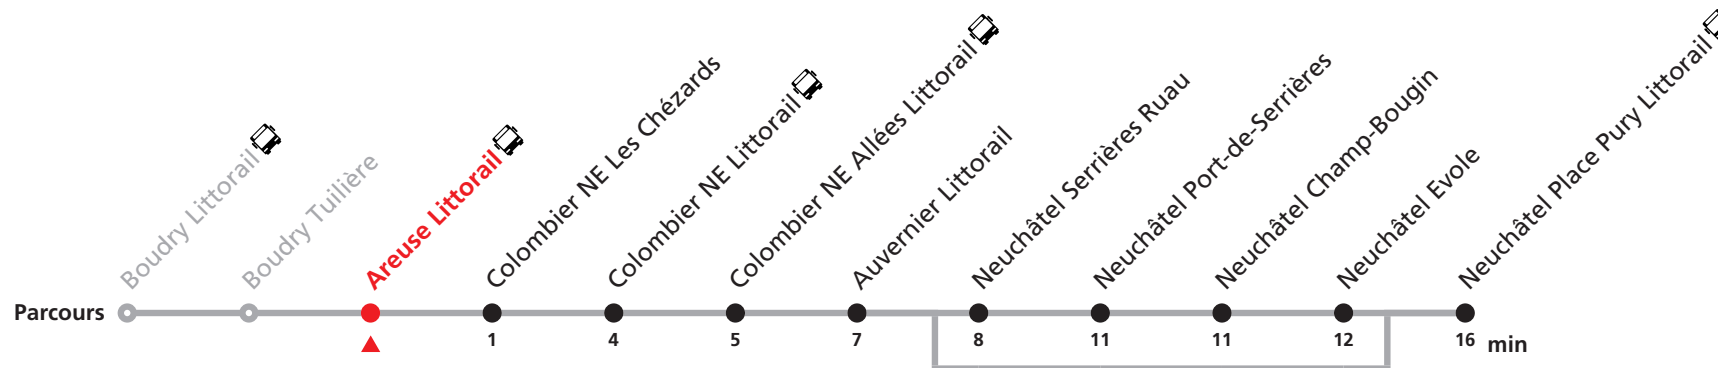 Boudry Littorail
Boudry Tuilière
Areuse Littorail
Colombier NE Les Chézards
Colombier NE Littorail
Colombier NE Allées Littorail
Auvernier Littorail
Neuchâtel Serrières Ruau
Neuchâtel Port-de-Serrières
Neuchâtel Champ-Bougin
Neuchâtel Evole
Neuchâtel Place Pury Littorail
Parcours
1 4 5 7 8 11 11 12 16 min